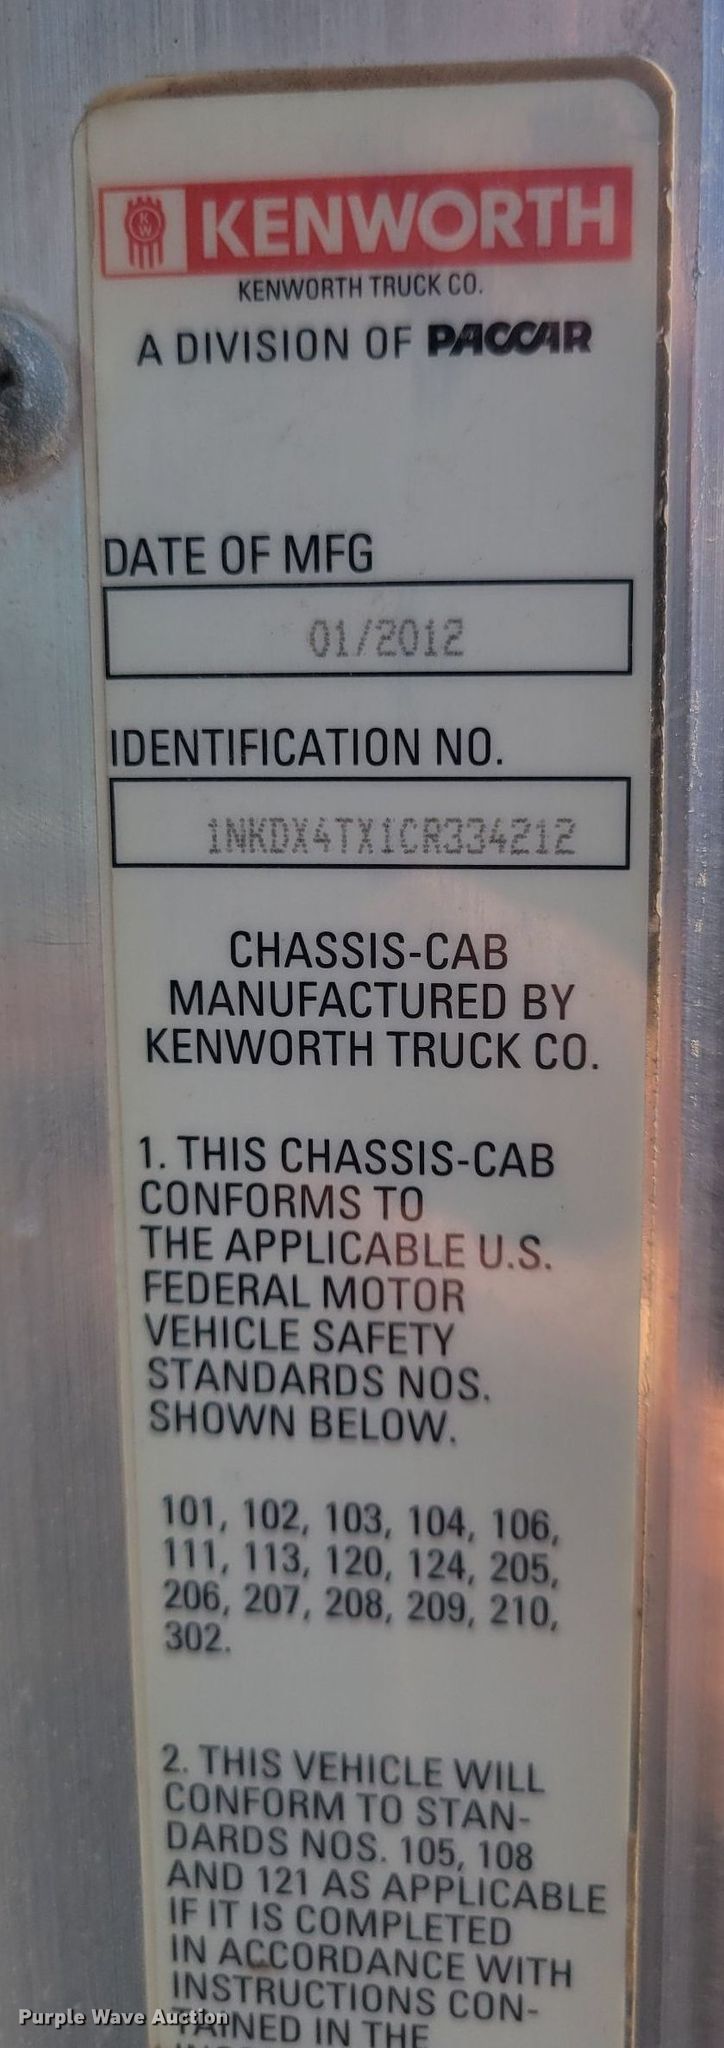 KW KENWORTH
KENWORTH TRUCK CO.
A DIVISION OF PACCAR
DATE OF MFG
01/2012
IDENTIFICATION NO.
1NKDX4TX1CR334212
CHASSIS-CAB
MANUFACTURED BY
KENWORTH TRUCK CO.
1. THIS CHASSIS-CAB
CONFORMS TO
THE APPLICABLE U.S.
FEDERAL MOTOR
VEHICLE SAFETY
STANDARDS NOS.
SHOWN BELOW.
101, 102, 103, 104, 106,
111, 113, 120, 124, 205,
206, 207, 208, 209, 210,
302.
2. THIS VEHICLE WILL
CONFORM TO STAN-
DARDS NOS. 105, 108
AND 121 AS APPLICABLE
IF IT IS COMPLETED
IN ACCORDANCE WITH
INSTRUCTIONS CON-
TAINED IN THE
Purple Wave Auction